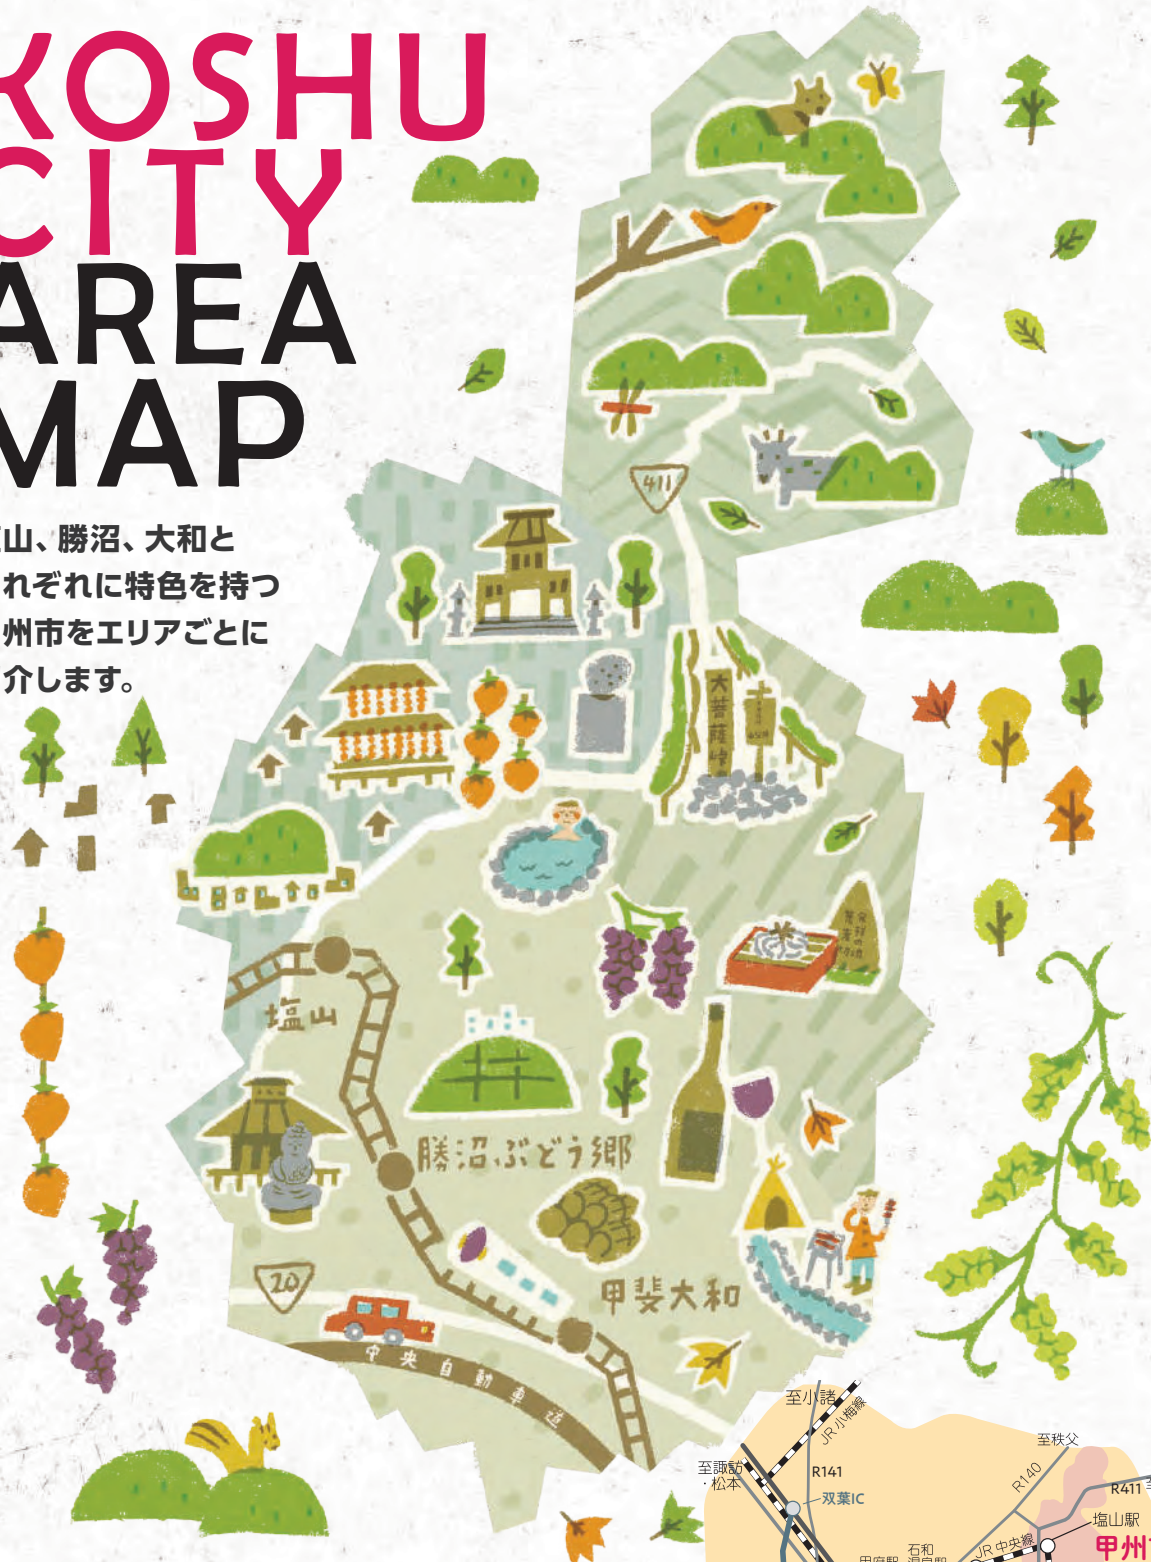 KOSHU
CITY
AREA
MAP
山、勝沼、大和と
れぞれに特色を持つ
州市をエリアごとに
介します。
411
大菩薩峠
発祥の地
塩山
勝沼ぶどう郷
20
甲斐大和
中央自動車道
至小諸
JR小海線
至秩父
至諏訪
・松本
R141
R140
R411
双葉IC
塩山駅
JR中央線
石和
甲州